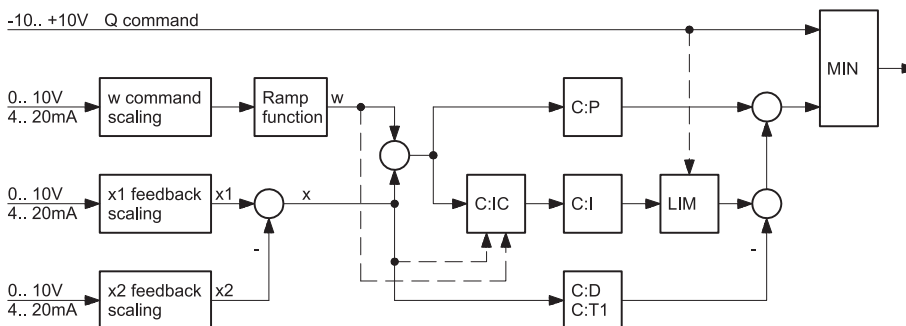 -10.. +10V Q command
MIN
0.. 10V
4.. 20mA
w command
scaling
Ramp
function
w
C:P
0.. 10V
4.. 20mA
x1 feedback
scaling
x1
x
C:IC
C:I
LIM
-
-
0.. 10V
4.. 20mA
x2 feedback
scaling
x2
C:D
C:T1